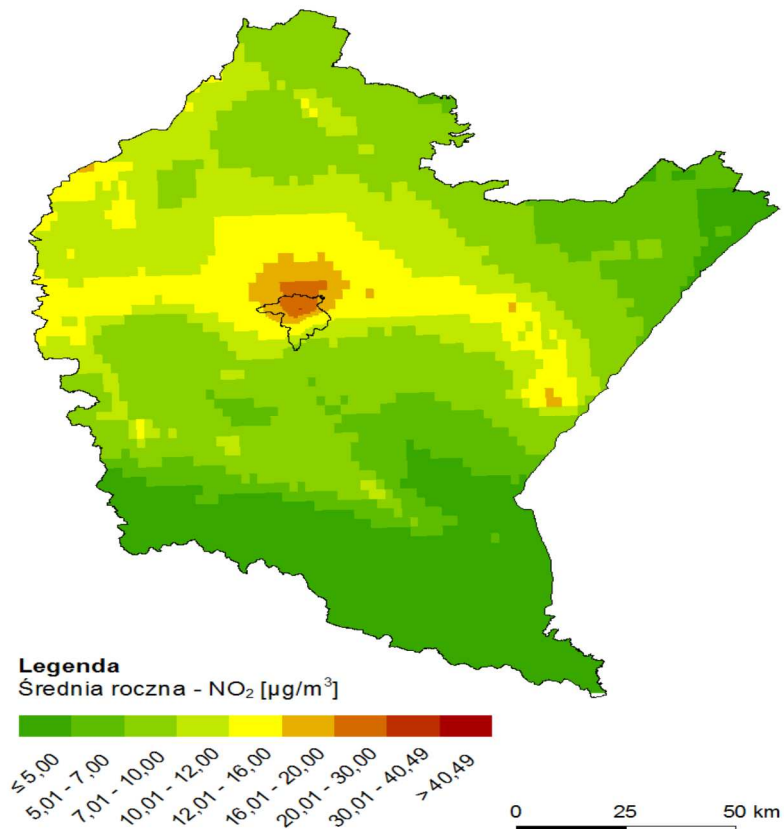 Legenda
Średnia roczna - NO₂ [µg/m³]
≤ 5,00
5,01 - 7,00
7,01 - 10,00
10,01 - 12,00
12,01 - 16,00
16,01 - 20,00
20,01 - 30,00
30,01 - 40,49
> 40,49
0 25 50 km